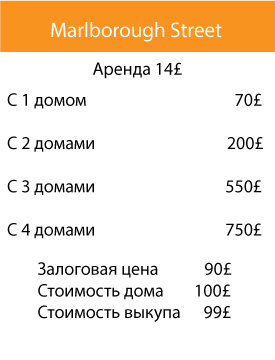 Marlborough Street
Аренда 14£
С 1 домом 70£
С 2 домами 200£
С 3 домами 550£
С 4 домами 750£
Залоговая цена 90£
Стоимость дома 100£
Стоимость выкупа 99£